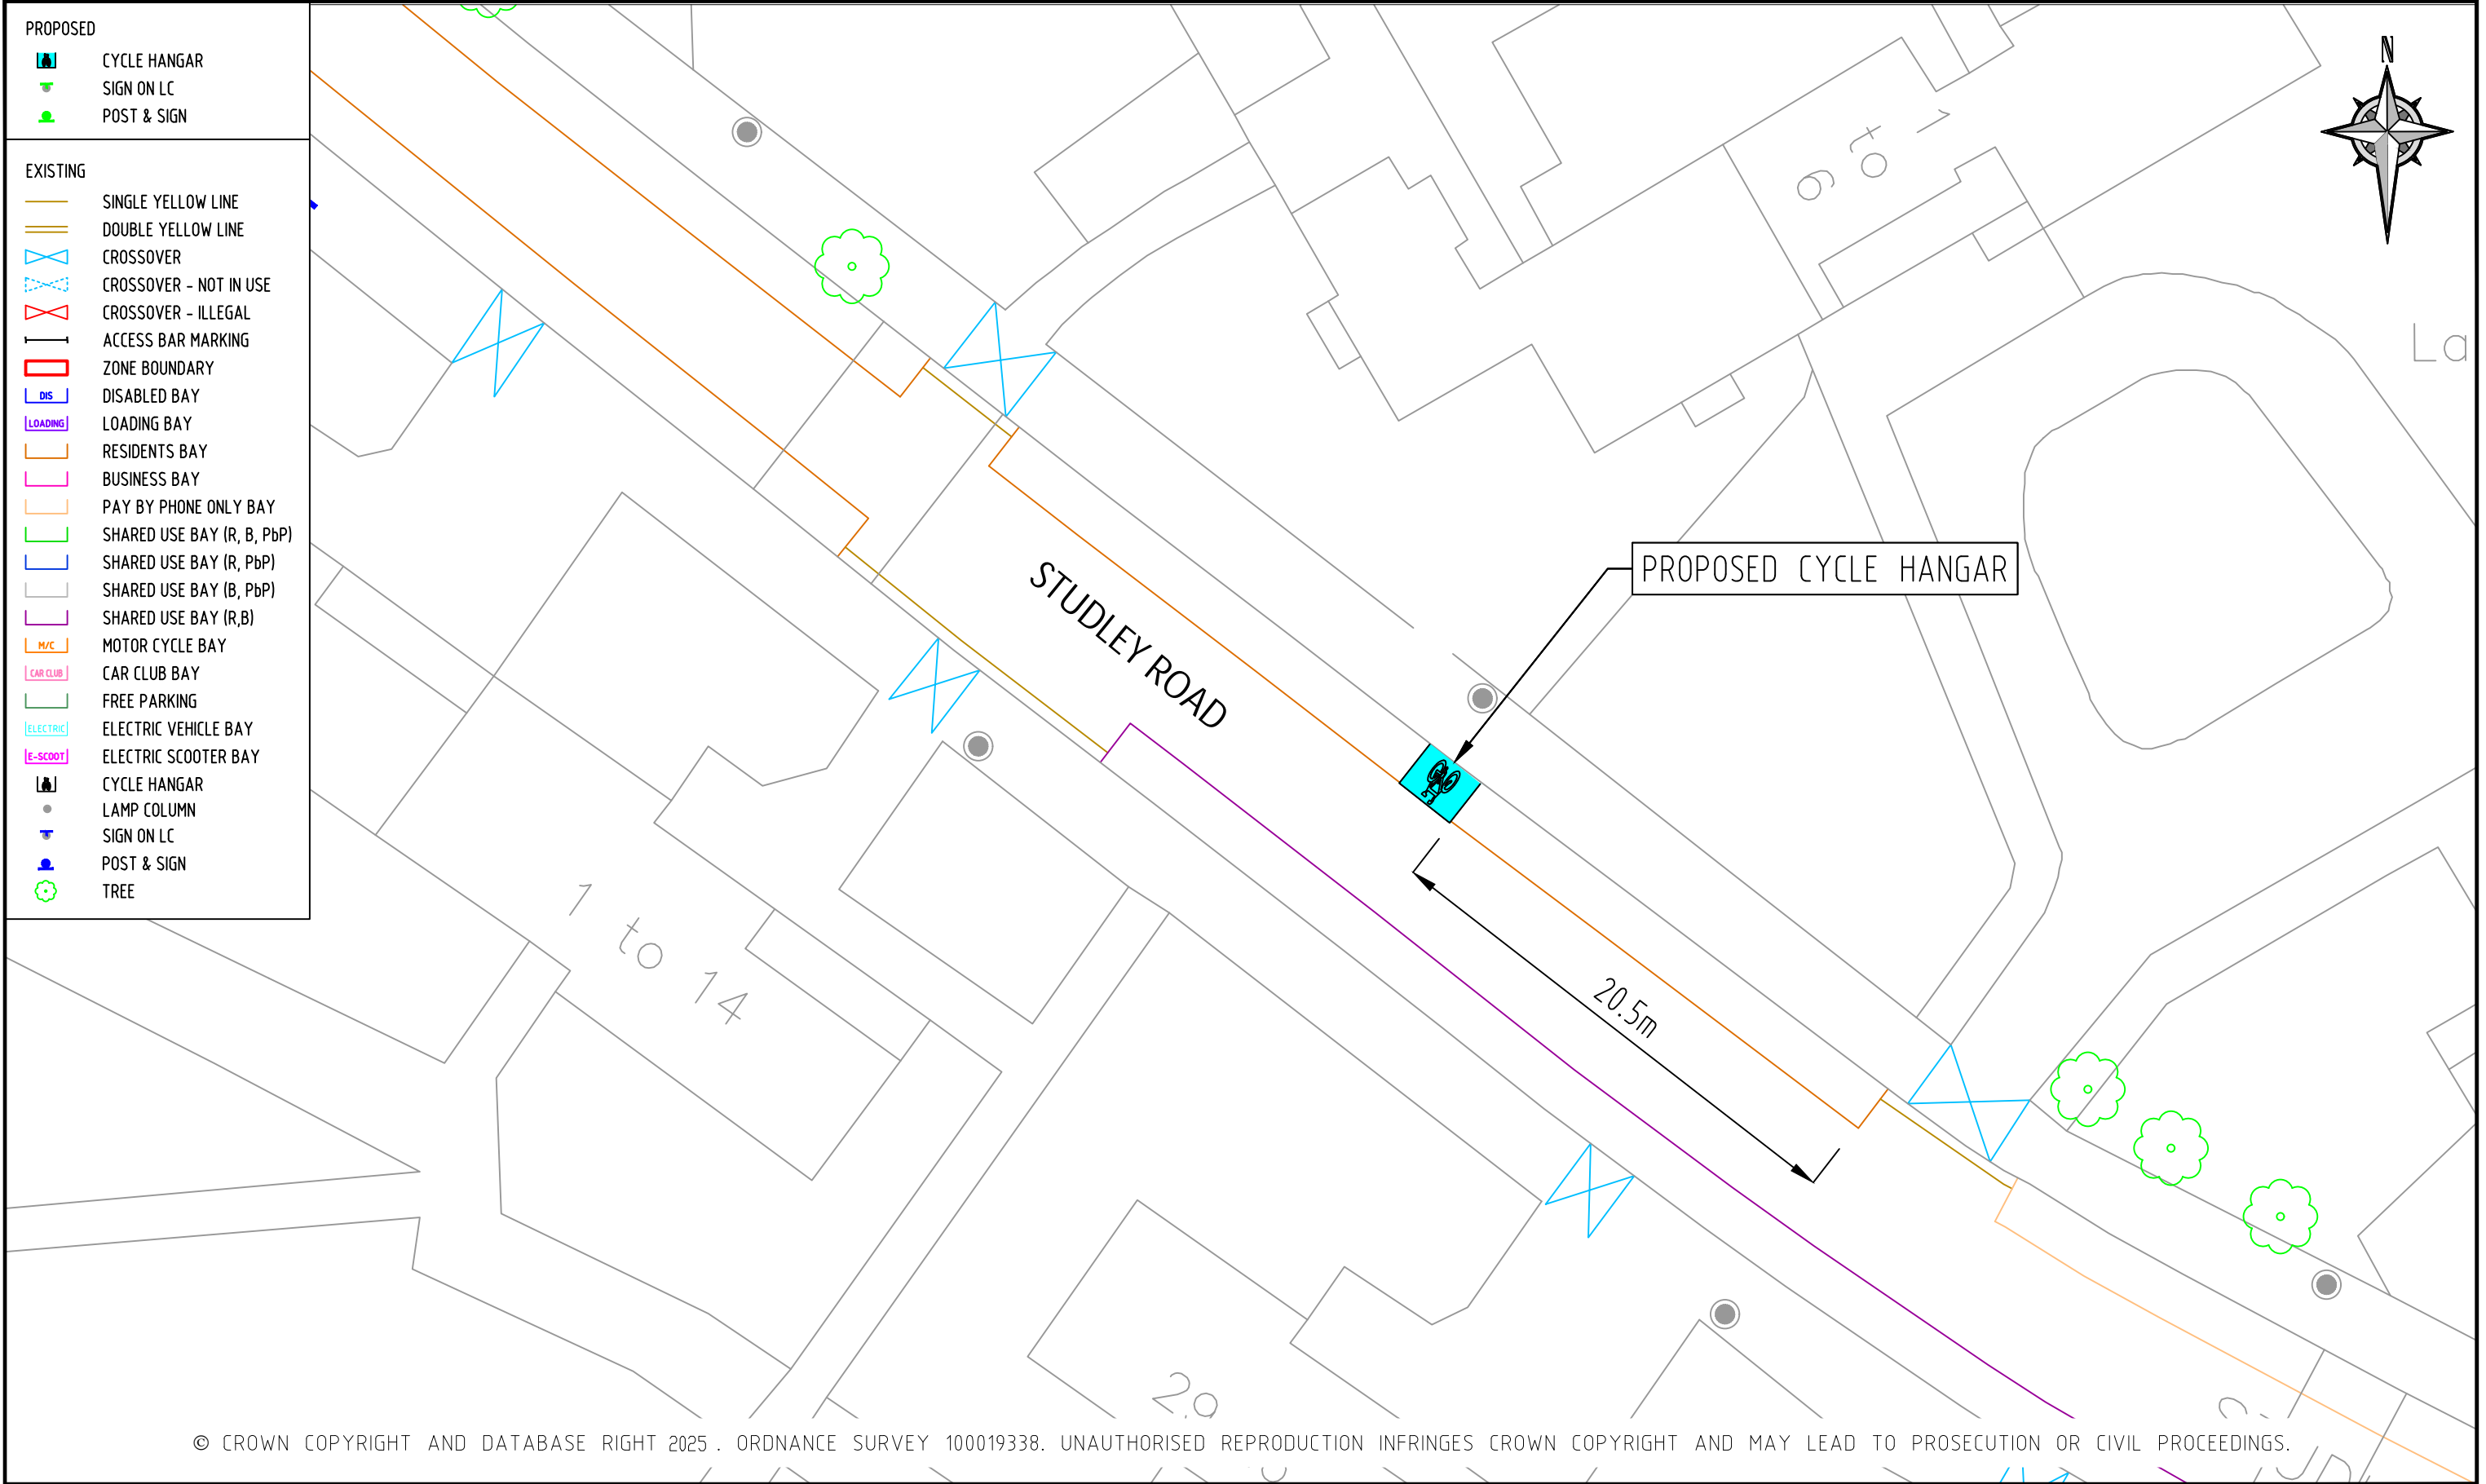 PROPOSED
CYCLE HANGAR
SIGN ON LC
POST & SIGN
EXISTING
SINGLE YELLOW LINE
DOUBLE YELLOW LINE
CROSSOVER
CROSSOVER - NOT IN USE
CROSSOVER - ILLEGAL
ACCESS BAR MARKING
ZONE BOUNDARY
DIS DISABLED BAY
LOADING LOADING BAY
RESIDENTS BAY
BUSINESS BAY
PAY BY PHONE ONLY BAY
SHARED USE BAY (R, B, PbP)
SHARED USE BAY (R, PbP)
SHARED USE BAY (B, PbP)
SHARED USE BAY (R,B)
M/C MOTOR CYCLE BAY
CAR CLUB CAR CLUB BAY
FREE PARKING
ELECTRIC ELECTRIC VEHICLE BAY
E-SCOOT ELECTRIC SCOOTER BAY
CYCLE HANGAR
LAMP COLUMN
SIGN ON LC
POST & SIGN
TREE
N
1 to 6
La
PROPOSED CYCLE HANGAR
STUDLEY ROAD
1 to 14
20.5m
29
© CROWN COPYRIGHT AND DATABASE RIGHT 2025 . ORDNANCE SURVEY 100019338. UNAUTHORISED REPRODUCTION INFRINGES CROWN COPYRIGHT AND MAY LEAD TO PROSECUTION OR CIVIL PROCEEDINGS.